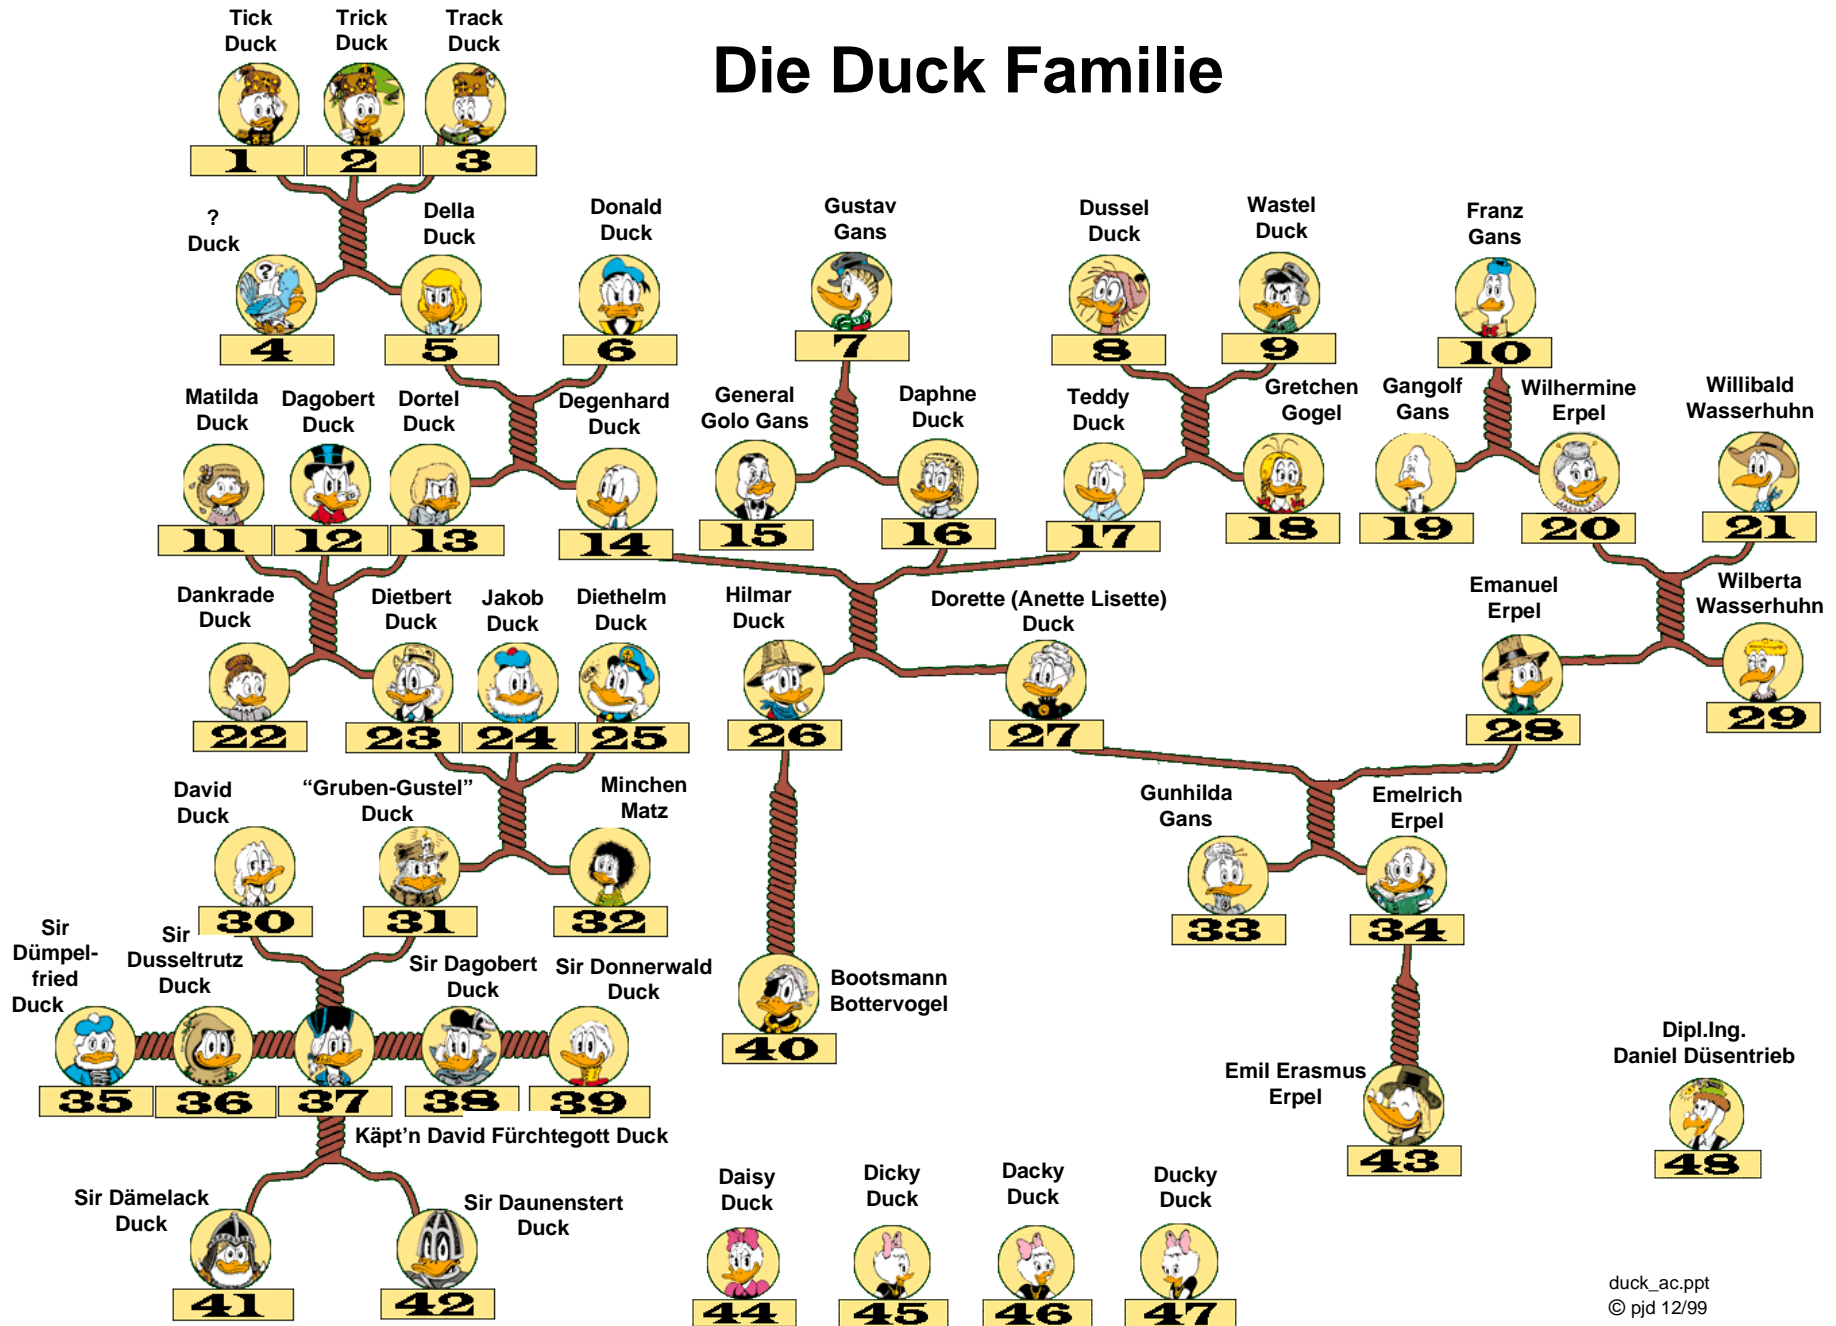 Die Duck Familie
Tick
Duck
Trick
Duck
Track
Duck
1
2
3
?
Duck
Della
Duck
Donald
Duck
Gustav
Gans
Dussel
Duck
Wastel
Duck
Franz
Gans
4
5
6
7
8
9
10
Matilda
Duck
Dagobert
Duck
Dortel
Duck
Degenhard
Duck
General
Golo Gans
Daphne
Duck
Teddy
Duck
Gretchen
Gogel
Gangolf
Gans
Wilhermine
Erpel
Willibald
Wasserhuhn
11
12
13
14
15
16
17
18
19
20
21
Dankrade
Duck
Dietbert
Duck
Jakob
Duck
Diethelm
Duck
Hilmar
Duck
Dorette (Anette Lisette)
Duck
Emanuel
Erpel
Wilberta
Wasserhuhn
22
23
24
25
26
27
28
29
David
Duck
“Gruben-Gustel”
Duck
Minchen
Matz
Gunhilda
Gans
Emelrich
Erpel
30
31
32
33
34
Sir
Dümpel-
fried
Duck
Sir
Dusseltrutz
Duck
Sir Dagobert
Duck
Sir Donnerwald
Duck
Bootsmann
Bottervogel
35
36
37
38
39
40
Käpt’n David Fürchtegott Duck
Emil Erasmus
Erpel
43
Dipl.Ing.
Daniel Düsentrieb
48
Sir Dämelack
Duck
Sir Daunenstert
Duck
41
42
Daisy
Duck
Dicky
Duck
Dacky
Duck
Ducky
Duck
?
44
45
46
47
duck_ac.ppt
© pjd 12/99